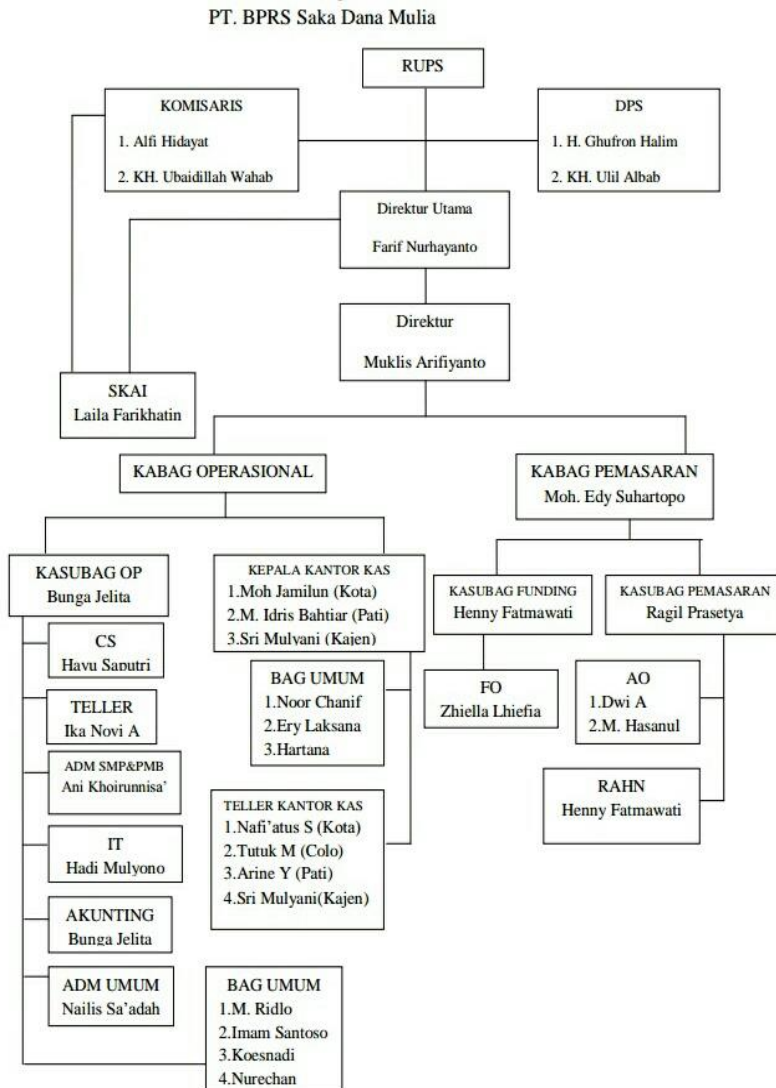 PT. BPRS Saka Dana Mulia
RUPS
KOMISARIS
1. Alfi Hidayat
2. KH. Ubaidillah Wahab
DPS
1. H. Ghufron Halim
2. KH. Ulil Albab
Direktur Utama
Farif Nurhayanto
Direktur
Muklis Arifiyanto
SKAI
Laila Farikhatin
KABAG OPERASIONAL
KABAG PEMASARAN
Moh. Edy Suhartopo
KASUBAG OP
Bunga Jelita
KEPALA KANTOR KAS
1.Moh Jamilun (Kota)
2.M. Idris Bahtiar (Pati)
3.Sri Mulyani (Kajen)
KASUBAG FUNDING
Henny Fatmawati
KASUBAG PEMASARAN
Ragil Prasetya
CS
Hayu Saputri
TELLER
Ika Novi A
ADM SMP&PMB
Ani Khoirunnisa’
IT
Hadi Mulyono
AKUNTING
Bunga Jelita
ADM UMUM
Nailis Sa’adah
BAG UMUM
1.Noor Chanif
2.Ery Laksana
3.Hartana
TELLER KANTOR KAS
1.Nafi’atus S (Kota)
2.Tutuk M (Colo)
3.Arine Y (Pati)
4.Sri Mulyani(Kajen)
BAG UMUM
1.M. Ridlo
2.Imam Santoso
3.Koesnadi
4.Nurechan
FO
Zhiella Lhiefia
AO
1.Dwi A
2.M. Hasanul
RAHN
Henny Fatmawati